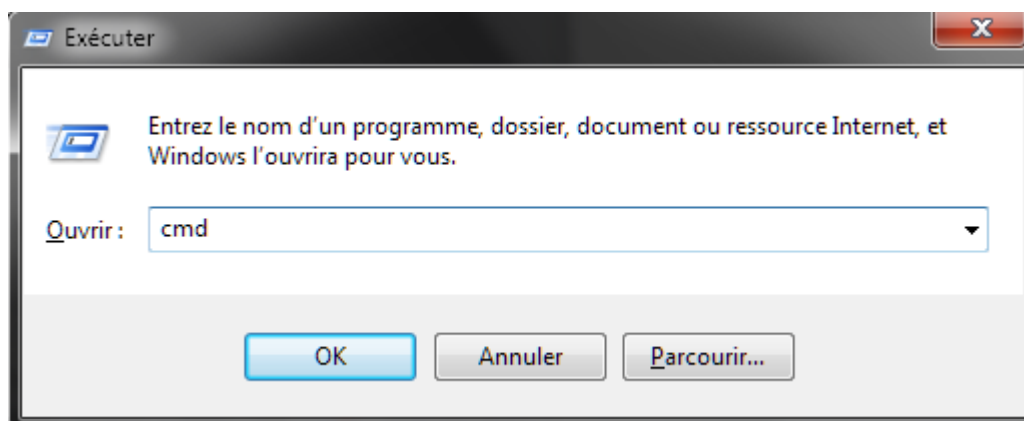 Exécuter
Entrez le nom d'un programme, dossier, document ou ressource Internet, et
Windows l'ouvrira pour vous.
Ouvrir : cmd
OK Annuler Parcourir...